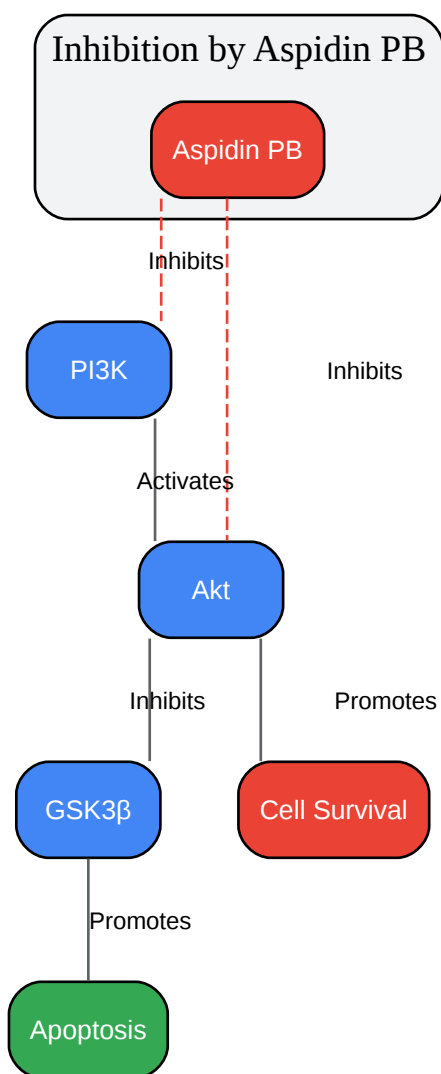 Inhibition by Aspidin PB
Aspidin PB
Inhibits
PI3K
Inhibits
Activates
Akt
Inhibits
Promotes
GSK3β
Cell Survival
Promotes
Apoptosis